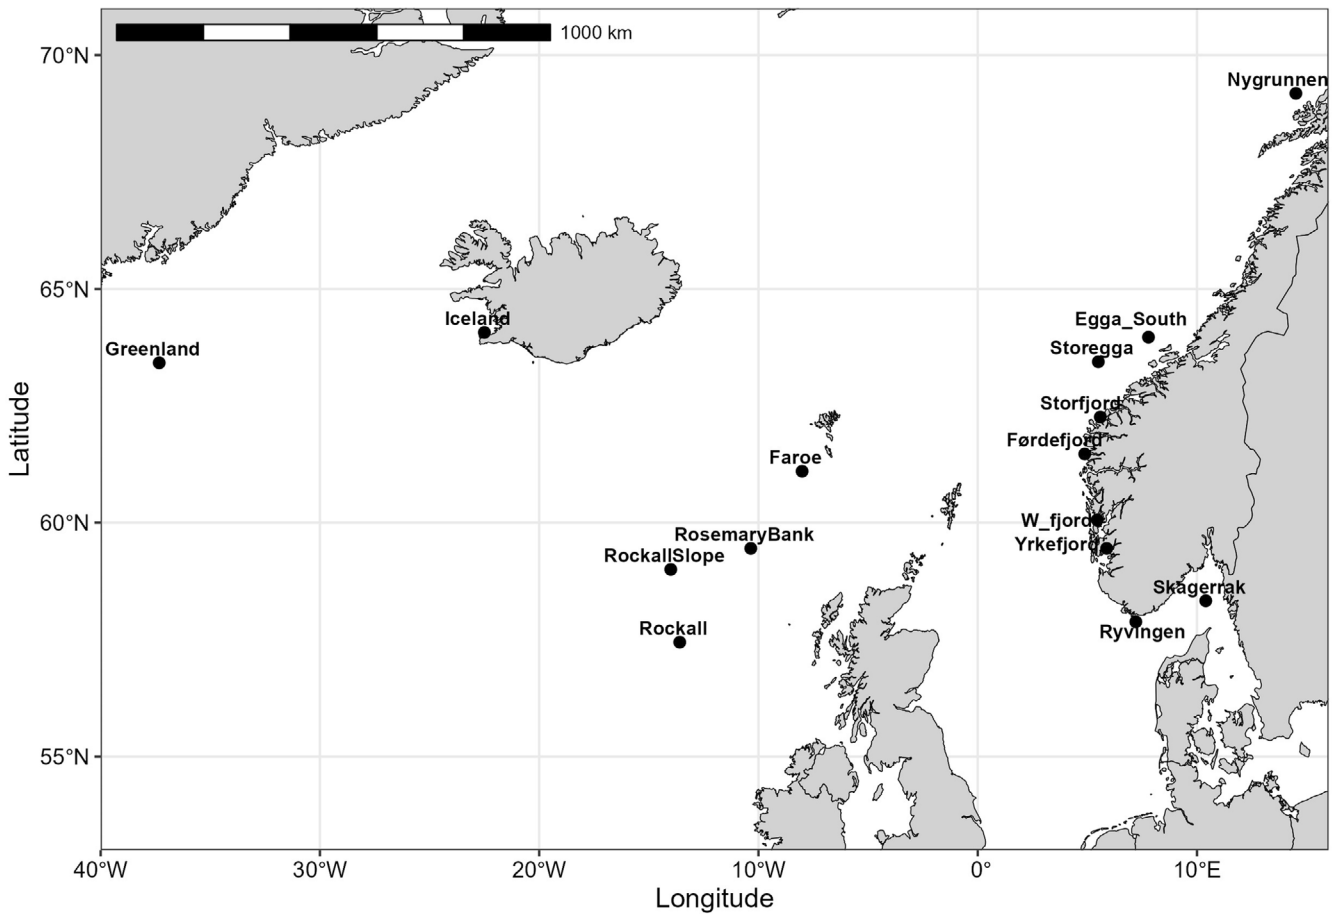 1000 km
70°N
Nygrunnen
65°N
Iceland
Egga_South
Greenland
Storegga
Storfjord
Førdefjord
Faroe
60°N
W_fjord
RosemaryBank
Yrkefjord
RockallSlope
Skagerrak
Rockall
Ryvingen
55°N
40°W 30°W 20°W 10°W 0° 10°E
Longitude
Latitude